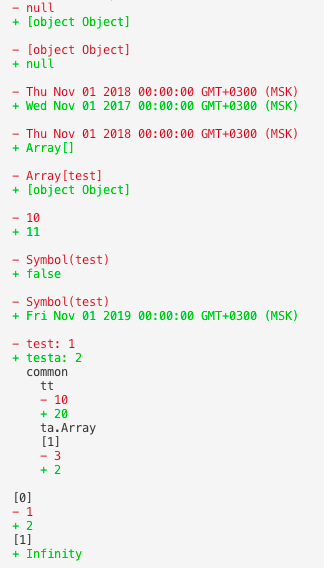 - null
+ [object Object]
- [object Object]
+ null
- Thu Nov 01 2018 00:00:00 GMT+0300 (MSK)
+ Wed Nov 01 2017 00:00:00 GMT+0300 (MSK)
- Thu Nov 01 2018 00:00:00 GMT+0300 (MSK)
+ Array[]
- Array[test]
+ [object Object]
- 10
+ 11
- Symbol(test)
+ false
- Symbol(test)
+ Fri Nov 01 2019 00:00:00 GMT+0300 (MSK)
- test: 1
+ testa: 2
common
tt
- 10
+ 20
ta.Array
[1]
- 3
+ 2
[0]
- 1
+ 2
[1]
+ Infinity